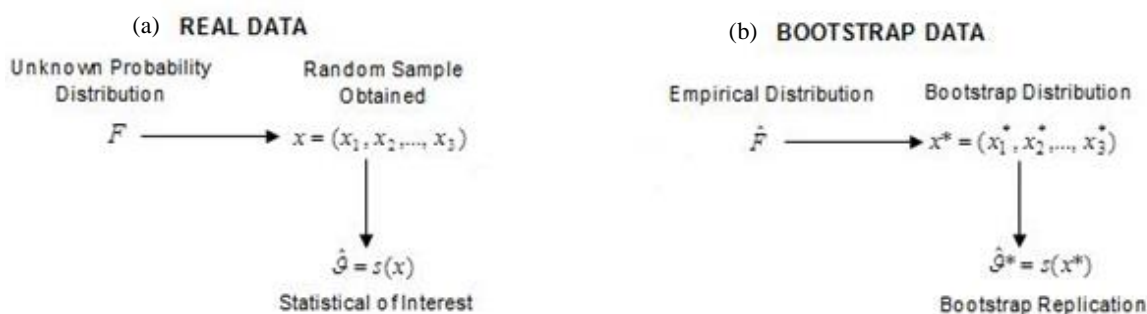 (a) REAL DATA
Unknown Probability Distribution
Random Sample Obtained
F
x = (x₁, x₂,..., x₃)
ϑ̂ = s(x)
Statistical of Interest
(b) BOOTSTRAP DATA
Empirical Distribution
Bootstrap Distribution
F̂
x* = (x₁*, x₂*,..., x₃*)
ϑ̂* = s(x*)
Bootstrap Replication